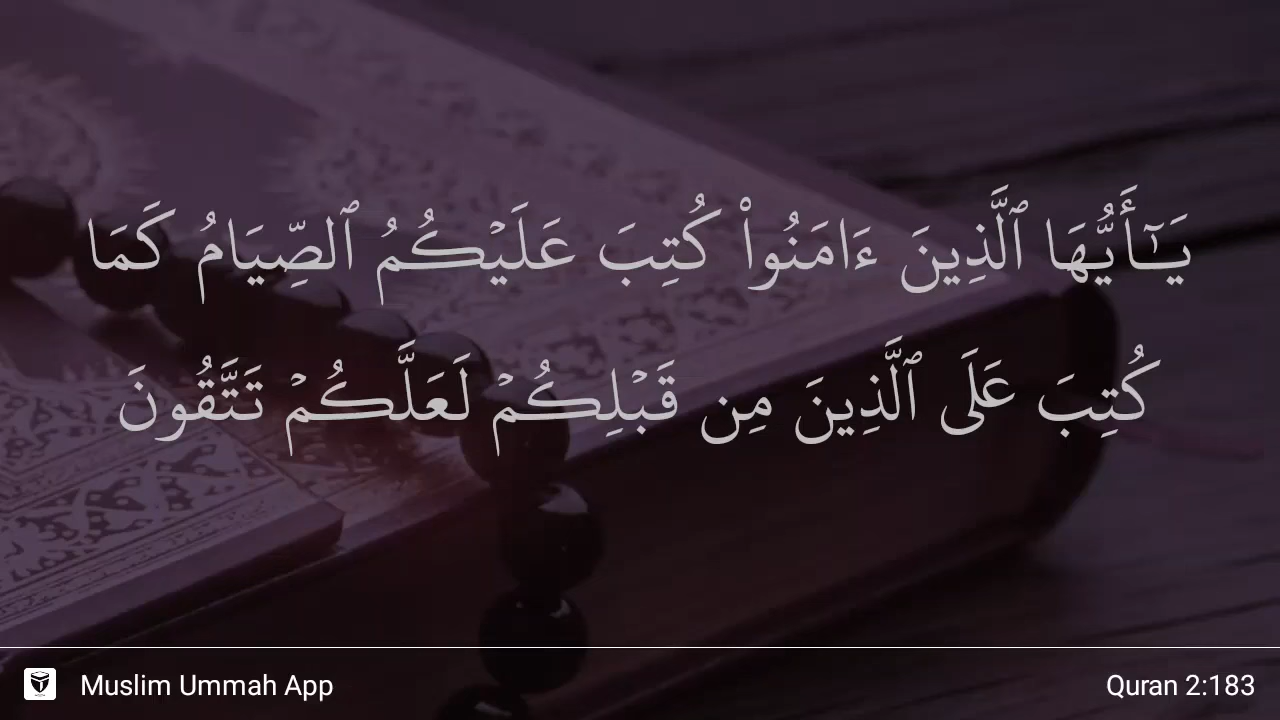 يَـٰٓأَيُّهَا ٱلَّذِينَ ءَامَنُوا۟ كُتِبَ عَلَيْكُمُ ٱلصِّيَامُ كَمَا
كُتِبَ عَلَى ٱلَّذِينَ مِن قَبْلِكُمْ لَعَلَّكُمْ تَتَّقُونَ
Muslim Ummah App
Quran 2:183